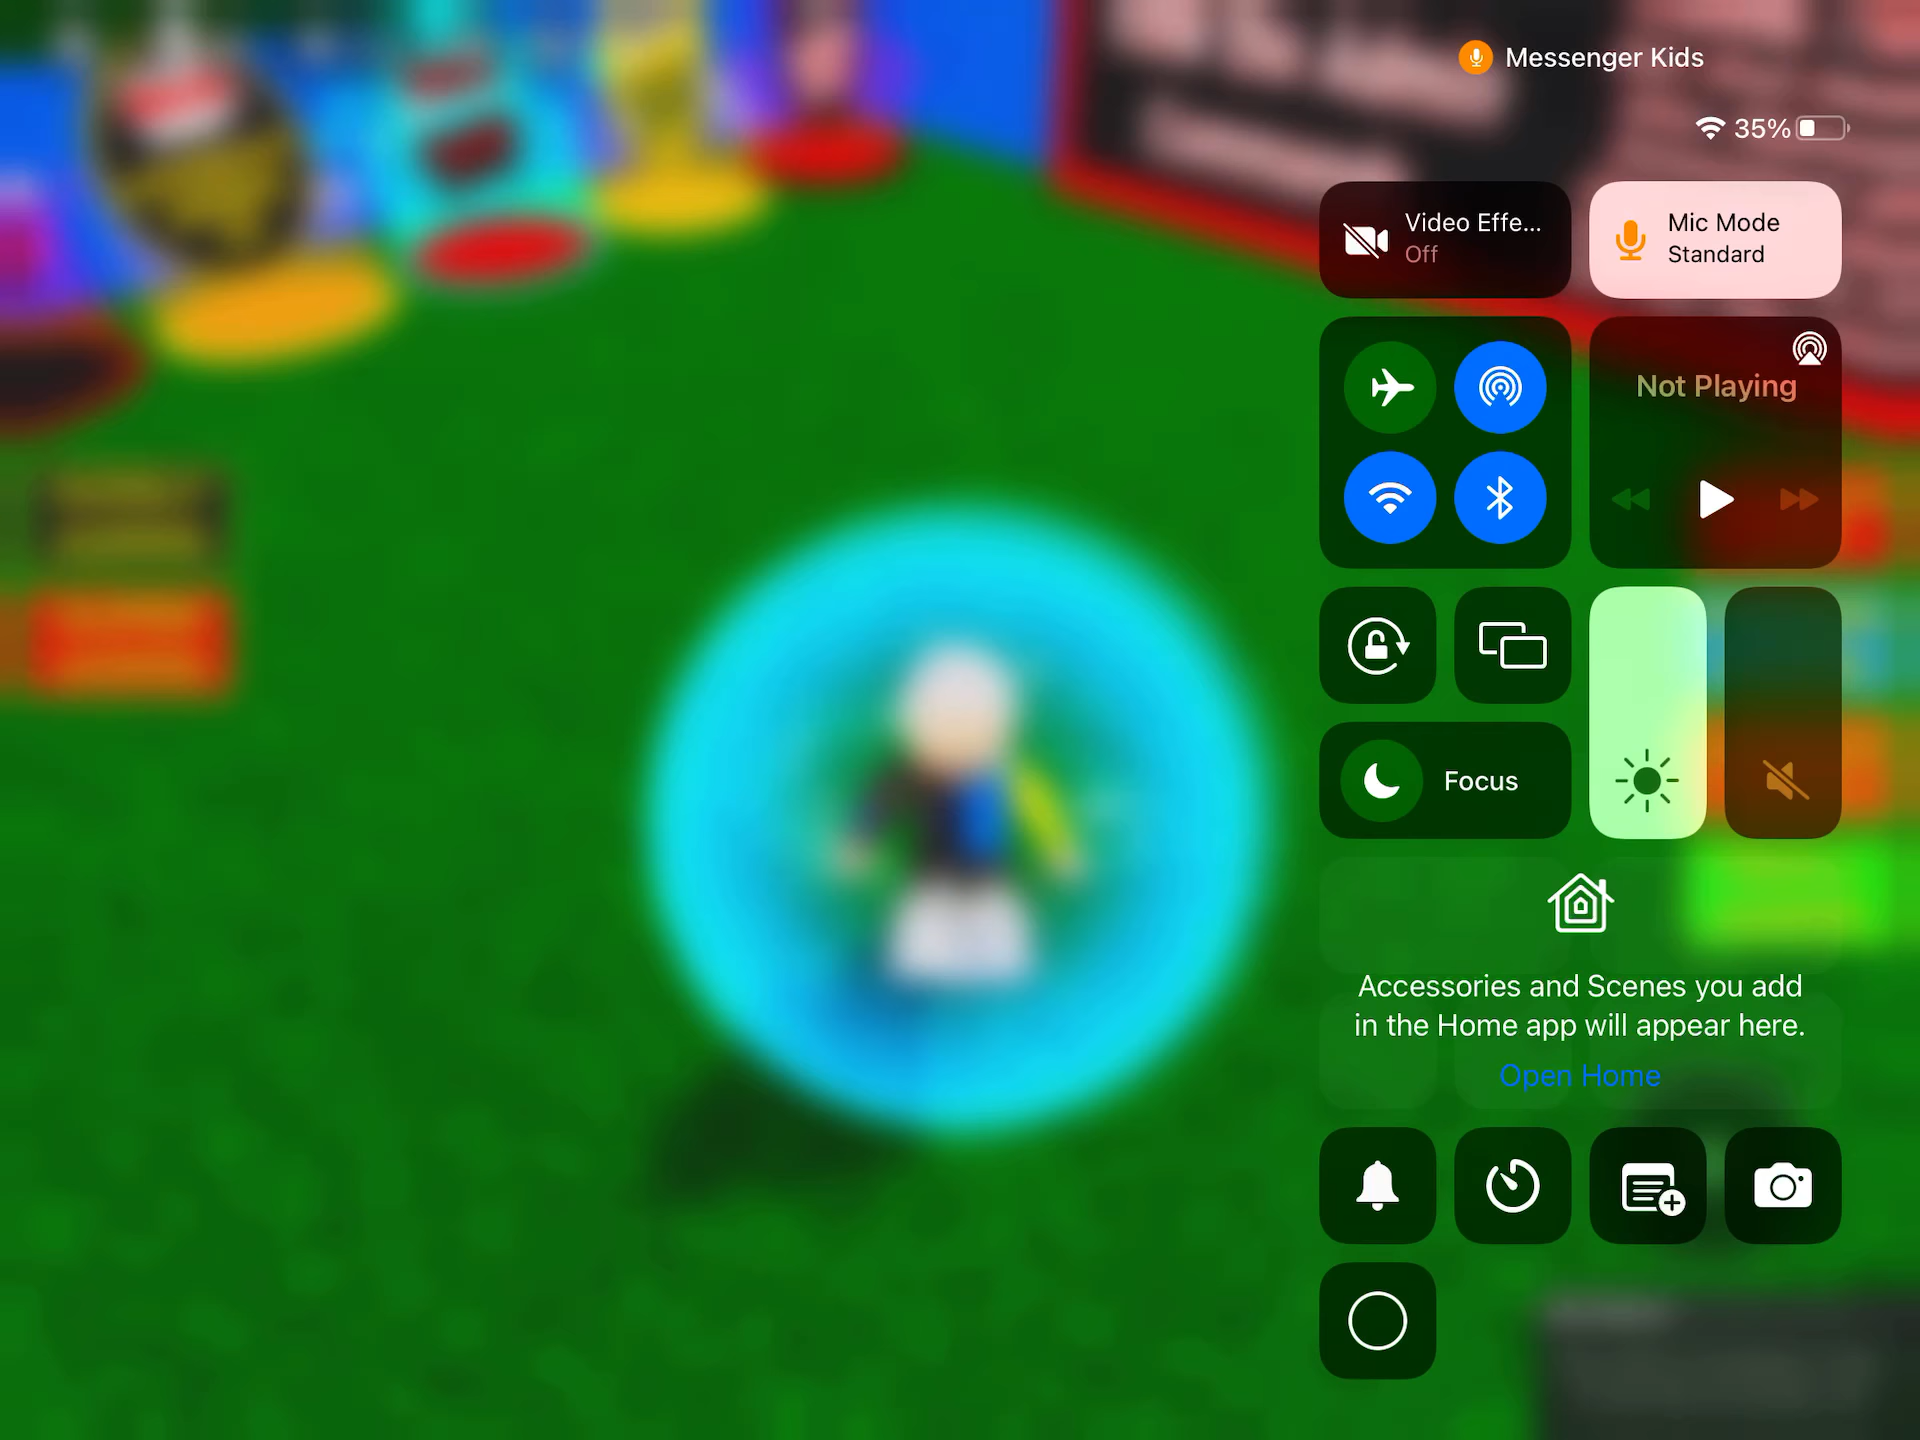 Messenger Kids
35%
Video Effe...
Off
Mic Mode
Standard
Not Playing
Focus
Accessories and Scenes you add
in the Home app will appear here.
Open Home